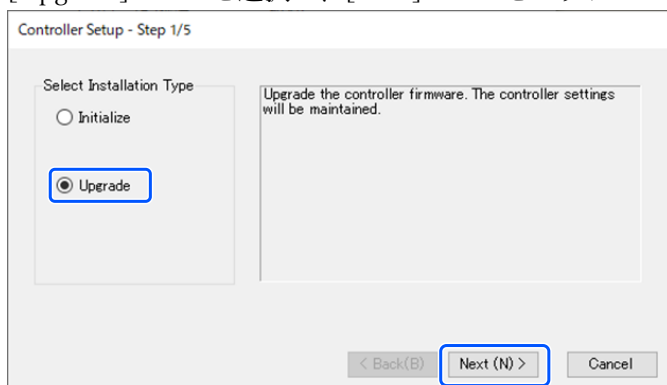 Controller Setup - Step 1/5
Select Installation Type
Initialize
Upgrade
Upgrade the controller firmware. The controller settings
will be maintained.
< Back(B)
Next (N) >
Cancel